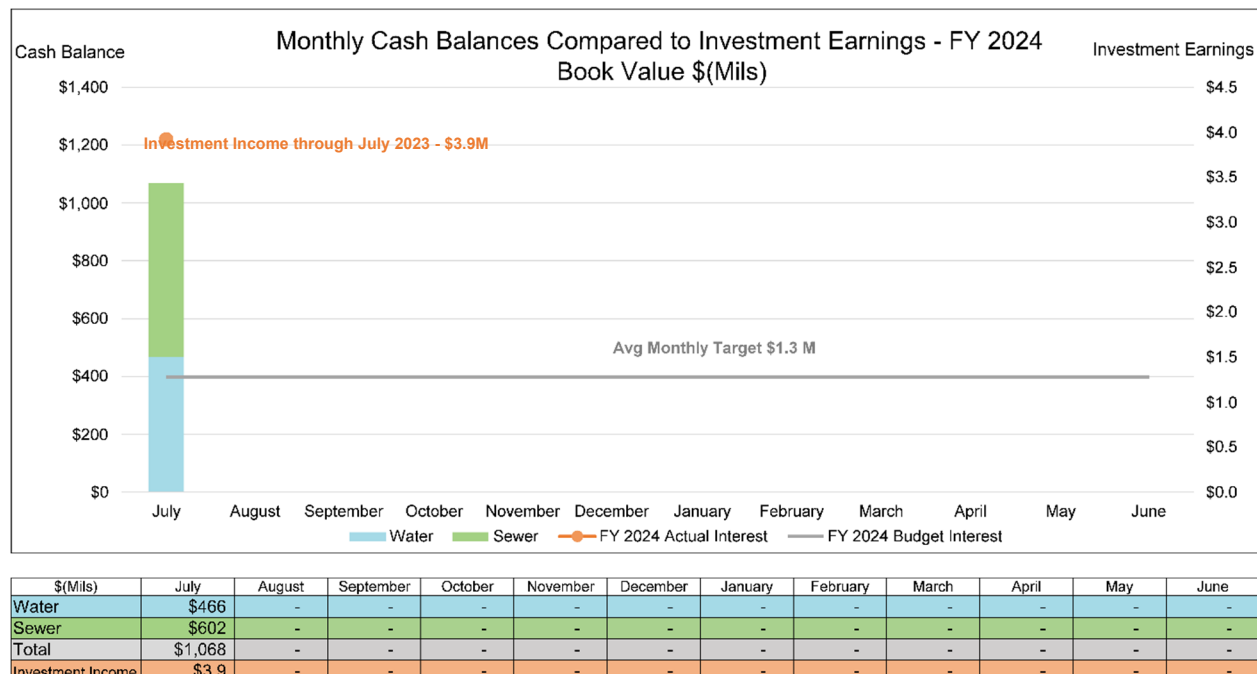 Monthly Cash Balances Compared to Investment Earnings - FY 2024
Book Value $(Mils)
Cash Balance
Investment Earnings
$1,400
$1,200
$1,000
$800
$600
$400
$200
$0
$4.5
$4.0
$3.5
$3.0
$2.5
$2.0
$1.5
$1.0
$0.5
$0.0
Investment Income through July 2023 - $3.9M
Avg Monthly Target $1.3 M
July August September October November December January February March April May June
Water Sewer FY 2024 Actual Interest FY 2024 Budget Interest
$(Mils) July August September October November December January February March April May June
Water $466 - - - - - - - - - - -
Sewer $602 - - - - - - - - - - -
Total $1,068 - - - - - - - - - - -
Investment Income $3.9 - - - - - - - - - - -